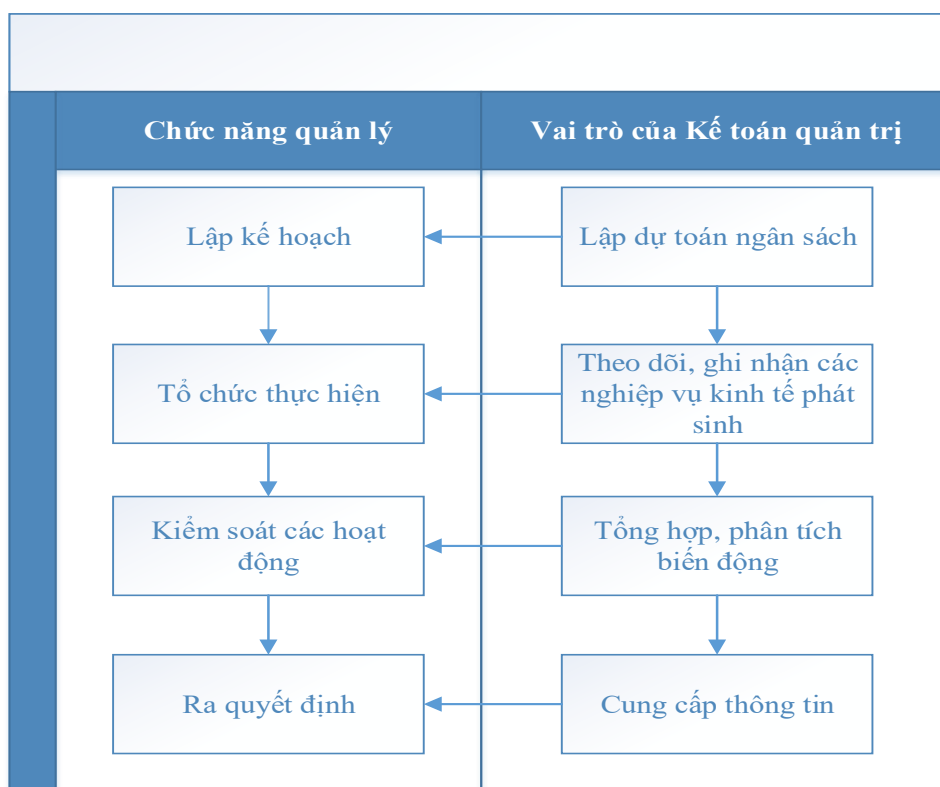 Chức năng quản lý
Vai trò của Kế toán quản trị
Lập kế hoạch
Lập dự toán ngân sách
Tổ chức thực hiện
Theo dõi, ghi nhận các
nghiệp vụ kinh tế phát
sinh
Kiểm soát các hoạt
động
Tổng hợp, phân tích
biến động
Ra quyết định
Cung cấp thông tin